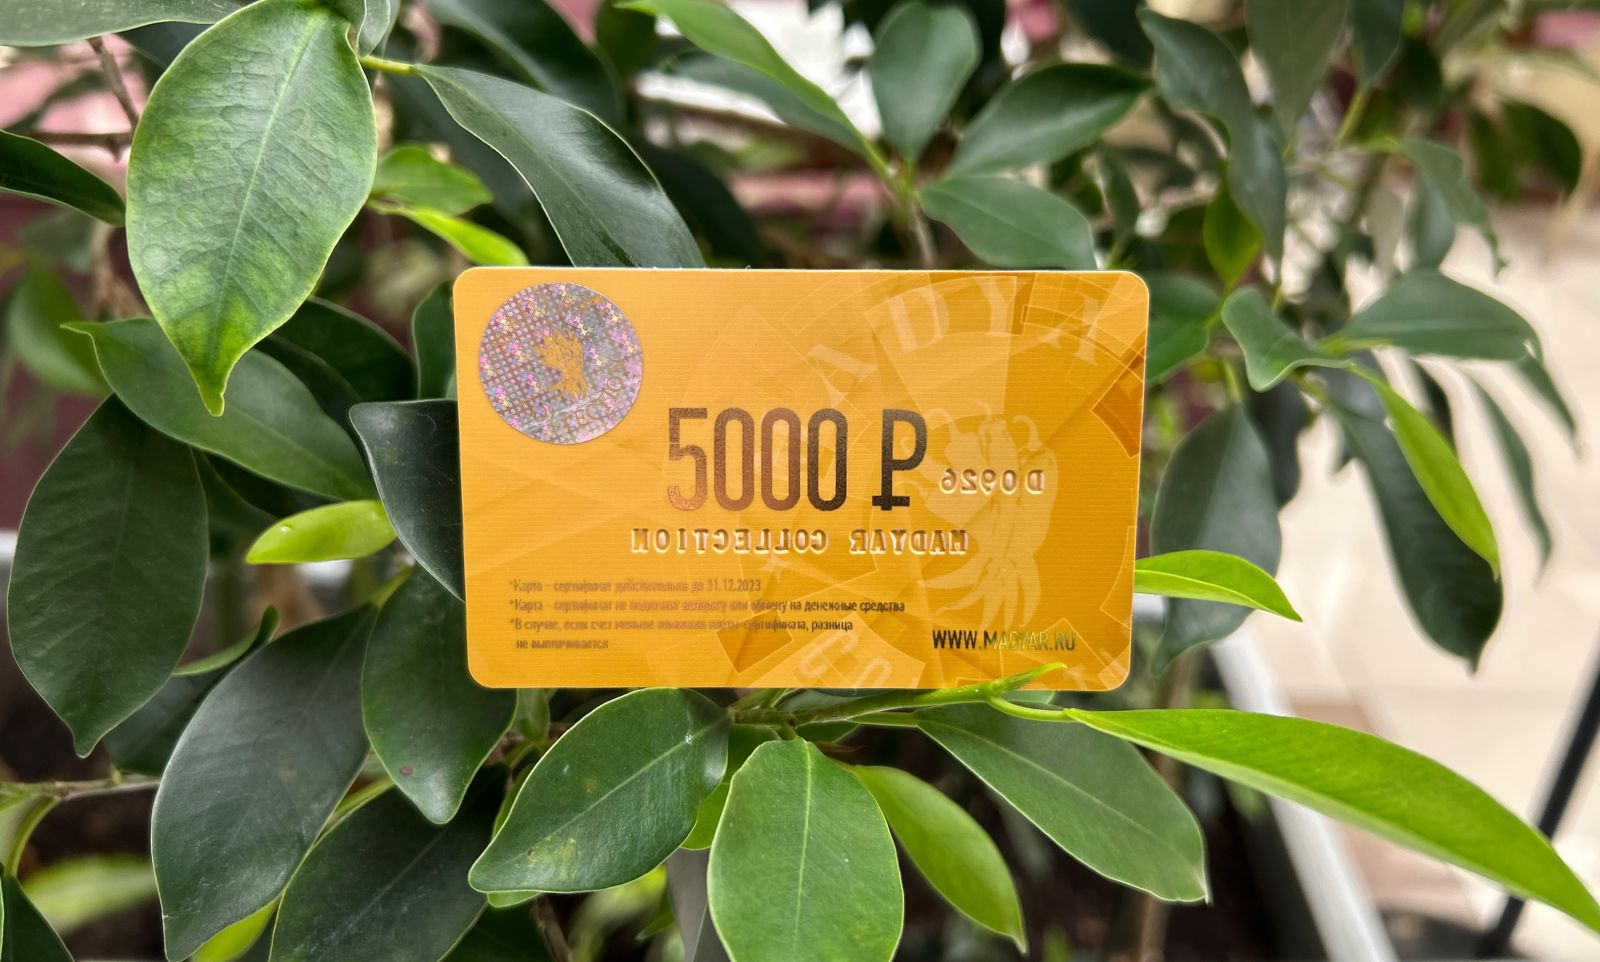 5000 ₽
D0926
MADYAR COLLECTION
*Карта - сертификат действительна до 31.12.2023
*Карта - сертификат не подлежит возврату или обмену на денежные средства
*В случае, если счет меньше номинала карты-сертификата, разница
не выплачивается
WWW.MADYAR.RU